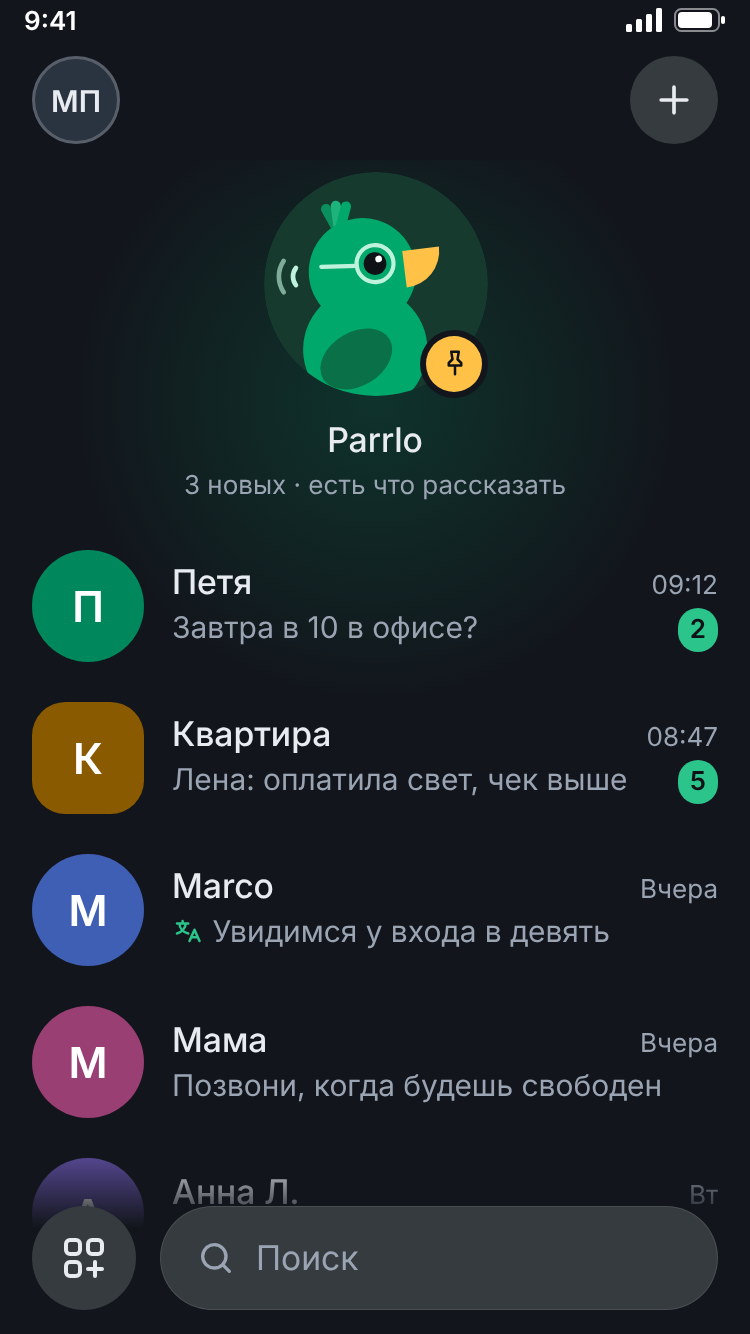 9:41
МП
Parrlo
3 новых · есть что рассказать
П
Петя
09:12
Завтра в 10 в офисе?
2
К
Квартира
08:47
Лена: оплатила свет, чек выше
5
M
Marco
Вчера
Увидимся у входа в девять
М
Мама
Вчера
Позвони, когда будешь свободен
А
Анна Л.
Вт
Поиск